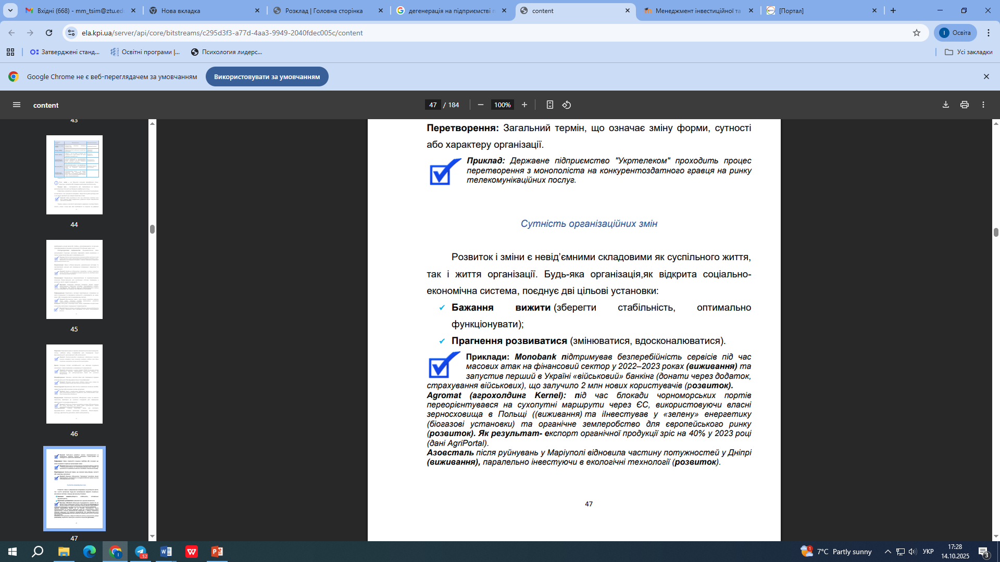 Вхідні (668) - mm_tsim@ztu.ed
Нова вкладка
Розклад | Головна сторінка
дегенерація на підприємстві п
content
Менеджмент інвестиційної та
[Портал]
ela.kpi.ua/server/api/core/bitstreams/c295d3f3-a77d-4aa3-9949-2040fdec005c/content
І Освіта
Затверджені станд...
Освітні програми |...
Психология лидерс...
Усі закладки
Google Chrome не є веб-переглядачем за умовчанням
Використовувати за умовчанням
content
47 / 184
100%
43
44
45
46
47
Перетворення: Загальний термін, що означає зміну форми, сутності
або характеру організації.
Приклад: Державне підприємство "Укртелеком" проходить процес
перетворення з монополіста на конкурентоздатного гравця на ринку
телекомунікаційних послуг.
Сутність організаційних змін
Розвиток і зміни є невід’ємними складовими як суспільного життя,
так і життя організації. Будь-яка організація,як відкрита соціально-
економічна система, поєднує дві цільові установки:
✓ Бажання вижити (зберегти стабільність, оптимально
функціонувати);
✓ Прагнення розвиватися (змінюватися, вдосконалюватися).
Приклади: Monobank підтримував безперебійність сервісів під час
масових атак на фінансовий сектор у 2022–2023 роках (виживання) та
запустив перший в Україні «військовий» банкінг (донати через додаток,
страхування військових), що залучило 2 млн нових користувачів (розвиток).
Agromat (агрохолдинг Kernel): під час блокади чорноморських портів
переорієнтувався на сухопутні маршрути через ЄС, використовуючи власні
зерносховища в Польщі ((виживання) та іІнвестував у «зелену» енергетику
(біогазові установки) та органічне землеробство для європейського ринку
(розвиток). Як результат- експорт органічної продукції зріс на 40% у 2023 році
(дані AgriPortal).
Азовсталь після руйнувань у Маріуполі відновила частину потужностей у Дніпрі
(виживання), паралельно інвестуючи в екологічні технології (розвиток).
47
..52
1
7°C Partly sunny
УКР
17:28
14.10.2025
3